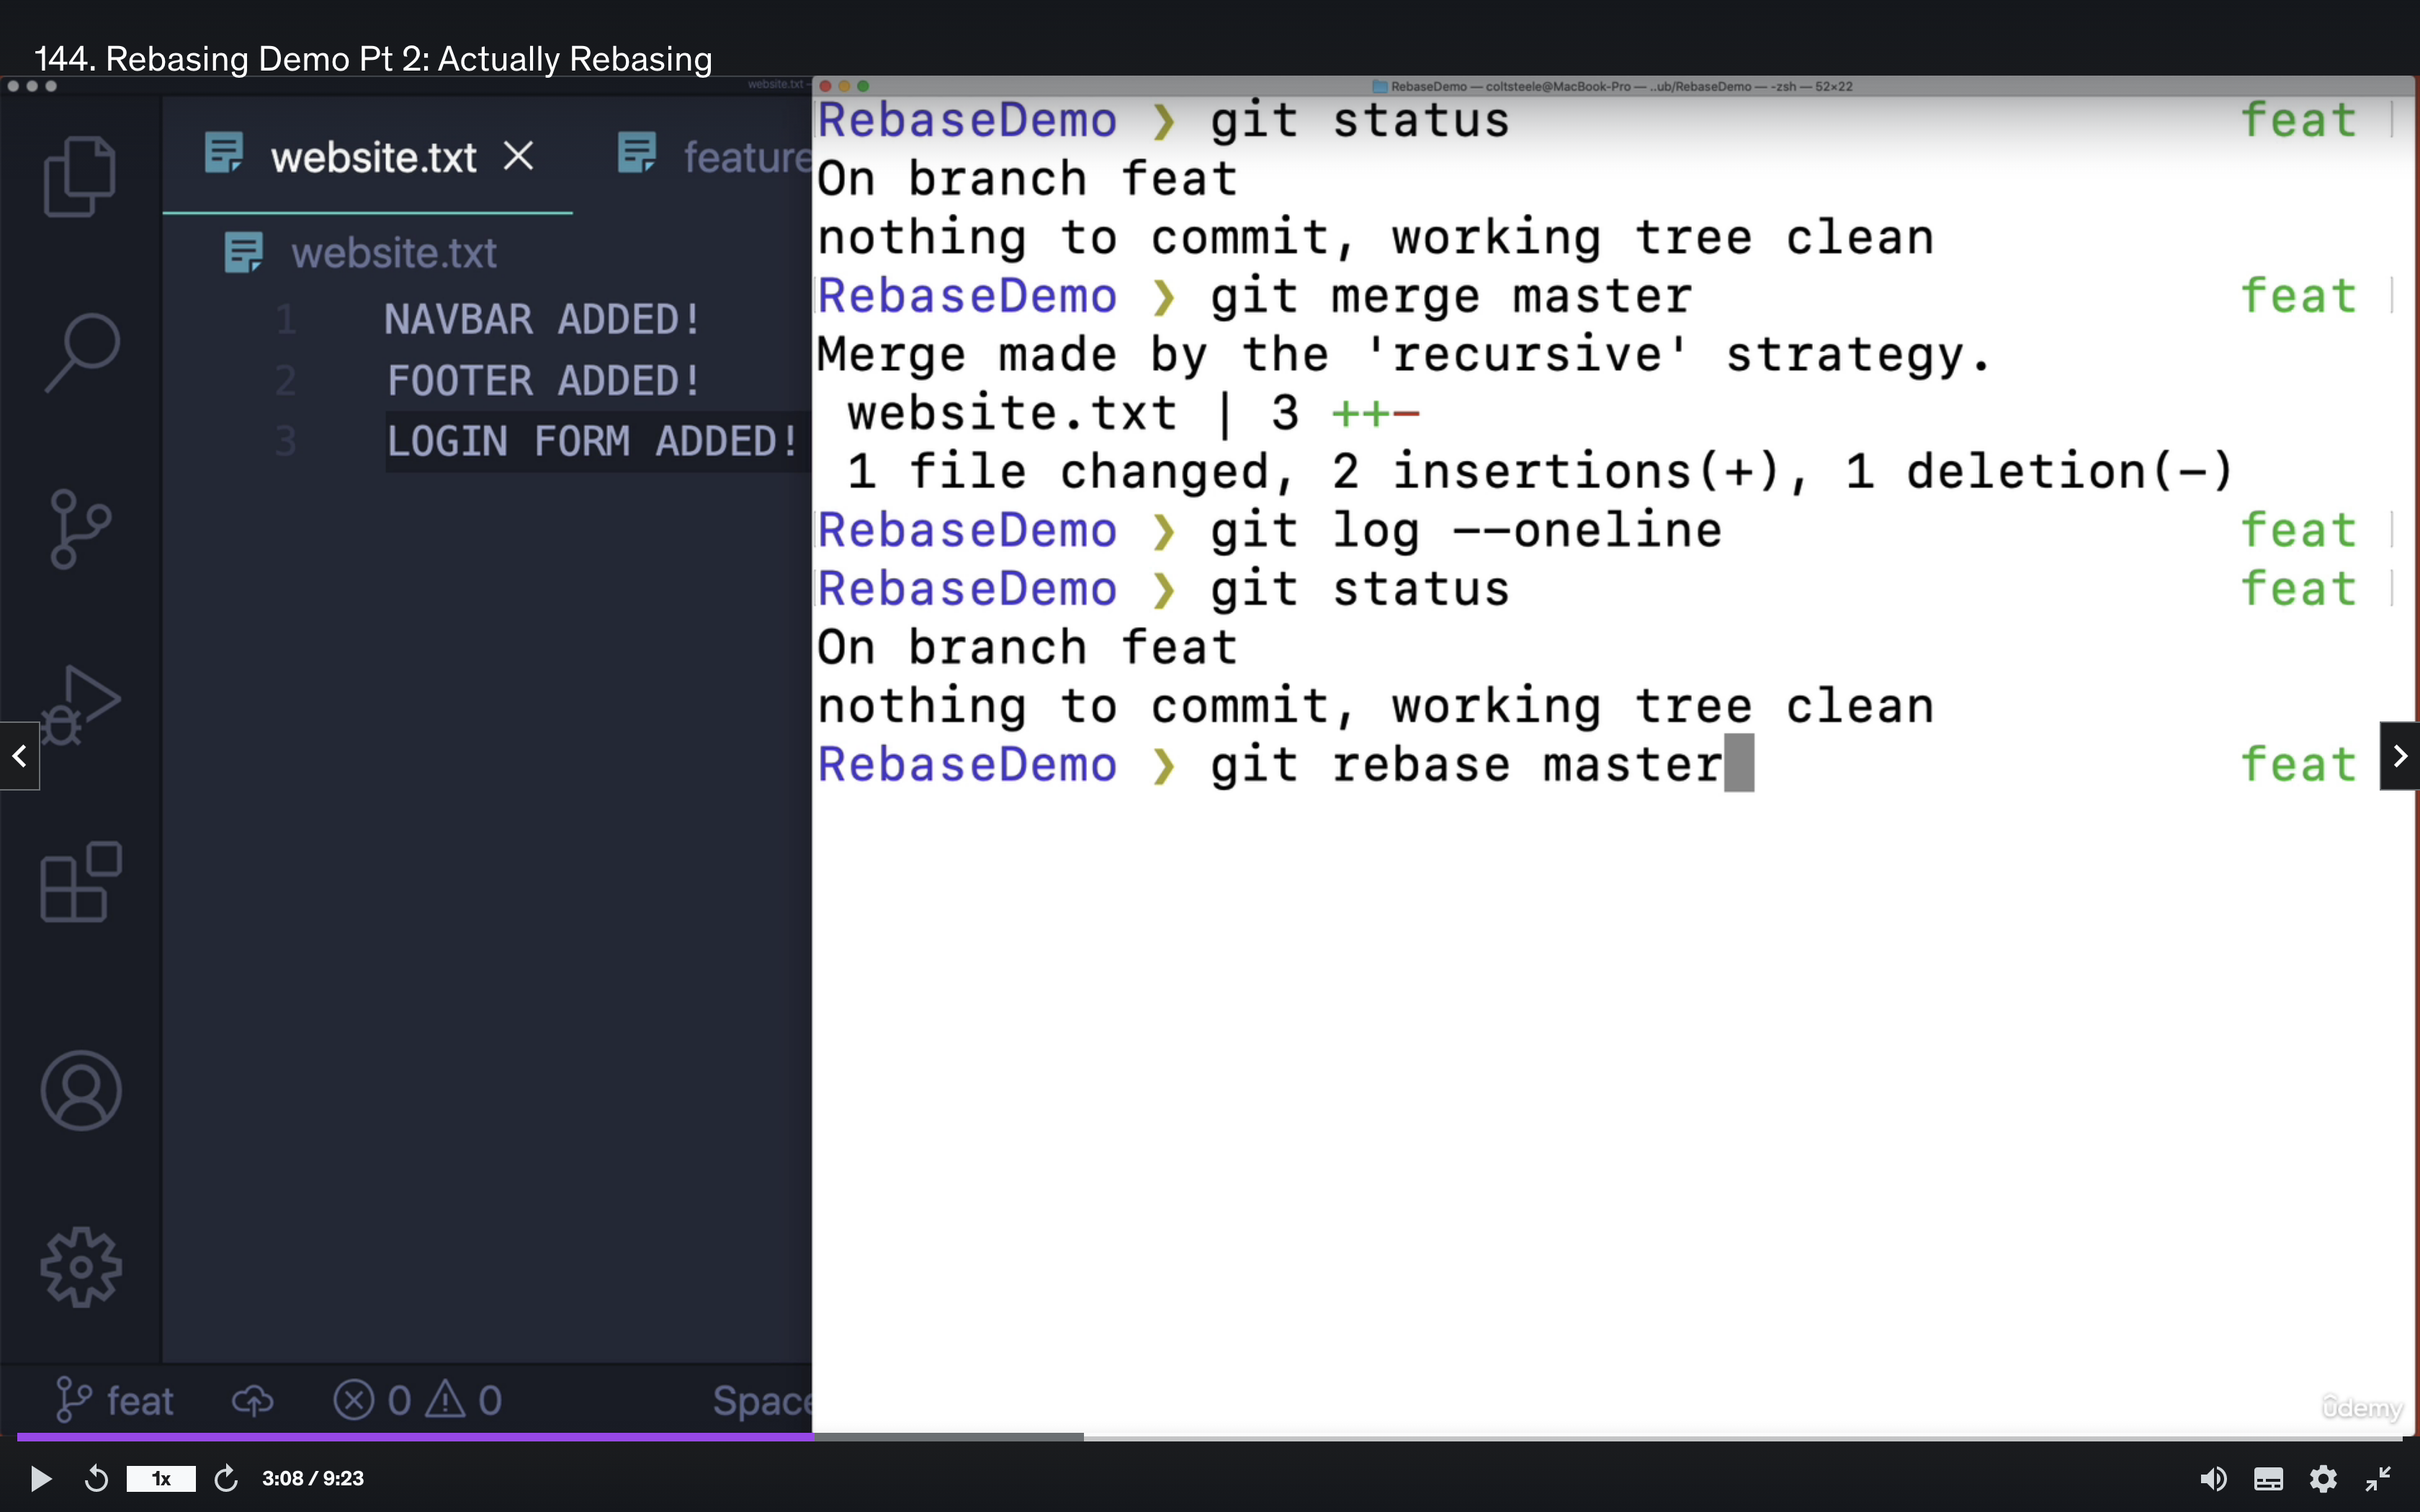 144. Rebasing Demo Pt 2: Actually Rebasing
website.txt —
RebaseDemo — coltsteele@MacBook-Pro — ..ub/RebaseDemo — -zsh — 52×22
website.txt
feature
website.txt
1 NAVBAR ADDED!
2 FOOTER ADDED!
3 LOGIN FORM ADDED!
RebaseDemo ❯ git status feat
On branch feat
nothing to commit, working tree clean
RebaseDemo ❯ git merge master feat
Merge made by the 'recursive' strategy.
website.txt | 3 ++-
1 file changed, 2 insertions(+), 1 deletion(-)
RebaseDemo ❯ git log --oneline feat
RebaseDemo ❯ git status feat
On branch feat
nothing to commit, working tree clean
RebaseDemo ❯ git rebase master feat
feat 0 0 Space
udemy
1x 3:08 / 9:23